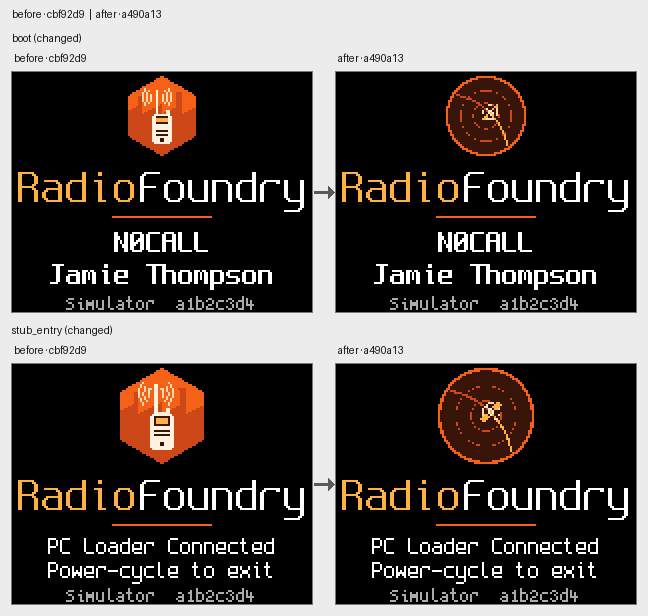 before · cbf92d9 | after · a490a13
boot (changed)
before · cbf92d9
after · a490a13
RadioFoundry
RadioFoundry
N0CALL
N0CALL
Jamie Thompson
Jamie Thompson
Simulator a1b2c3d4
Simulator a1b2c3d4
stub_entry (changed)
before · cbf92d9
after · a490a13
RadioFoundry
RadioFoundry
PC Loader Connected
PC Loader Connected
Power-cycle to exit
Power-cycle to exit
Simulator a1b2c3d4
Simulator a1b2c3d4